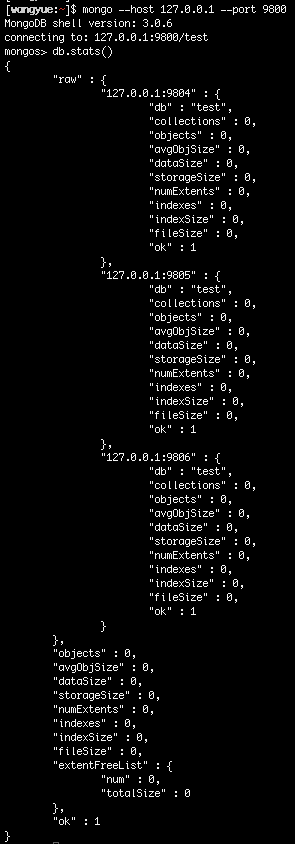 [wangyue:~]$ mongo --host 127.0.0.1 --port 9800
MongoDB shell version: 3.0.6
connecting to: 127.0.0.1:9800/test
mongos> db.stats()
{
	"raw" : {
		"127.0.0.1:9804" : {
			"db" : "test",
			"collections" : 0,
			"objects" : 0,
			"avgObjSize" : 0,
			"dataSize" : 0,
			"storageSize" : 0,
			"numExtents" : 0,
			"indexes" : 0,
			"indexSize" : 0,
			"fileSize" : 0,
			"ok" : 1
		},
		"127.0.0.1:9805" : {
			"db" : "test",
			"collections" : 0,
			"objects" : 0,
			"avgObjSize" : 0,
			"dataSize" : 0,
			"storageSize" : 0,
			"numExtents" : 0,
			"indexes" : 0,
			"indexSize" : 0,
			"fileSize" : 0,
			"ok" : 1
		},
		"127.0.0.1:9806" : {
			"db" : "test",
			"collections" : 0,
			"objects" : 0,
			"avgObjSize" : 0,
			"dataSize" : 0,
			"storageSize" : 0,
			"numExtents" : 0,
			"indexes" : 0,
			"indexSize" : 0,
			"fileSize" : 0,
			"ok" : 1
		}
	},
	"objects" : 0,
	"avgObjSize" : 0,
	"dataSize" : 0,
	"storageSize" : 0,
	"numExtents" : 0,
	"indexes" : 0,
	"indexSize" : 0,
	"fileSize" : 0,
	"extentFreeList" : {
		"num" : 0,
		"totalSize" : 0
	},
	"ok" : 1
}